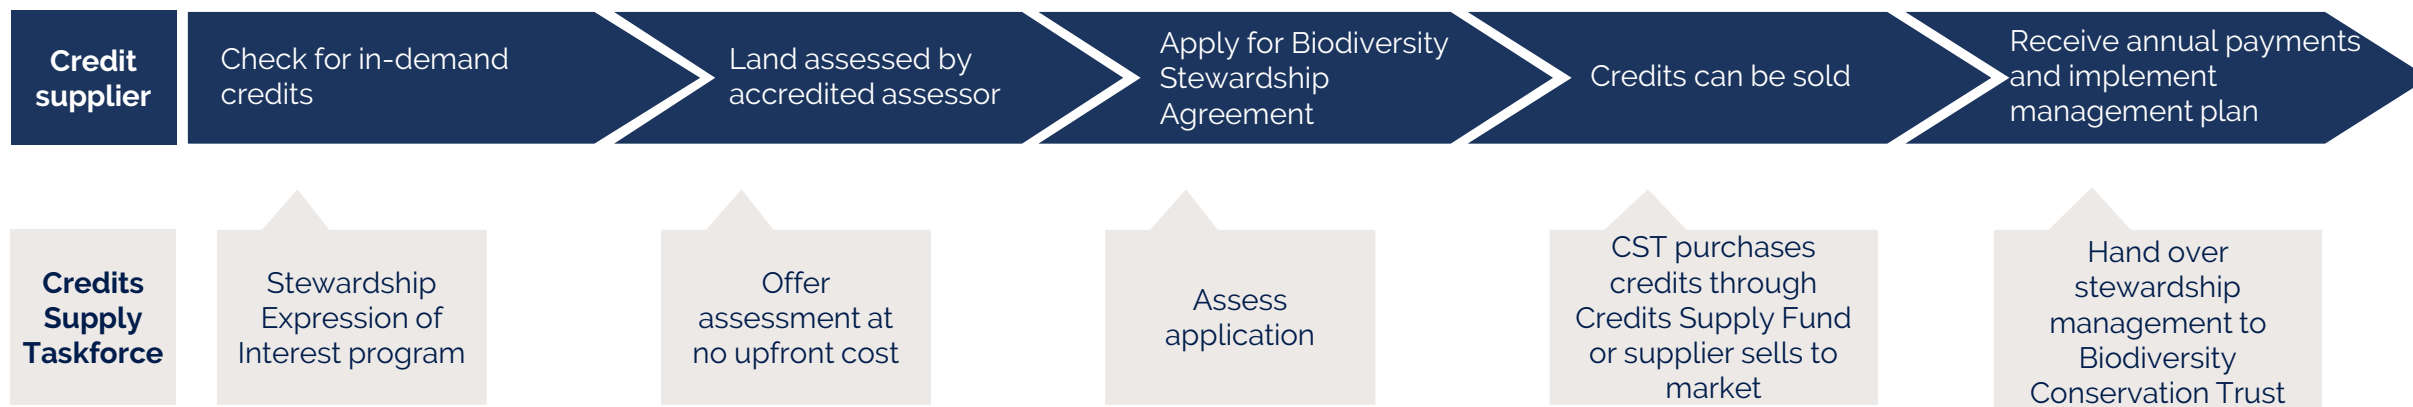 Credit
supplier
Check for in-demand
credits
Land assessed by
accredited assessor
Apply for Biodiversity
Stewardship
Agreement
Credits can be sold
Receive annual payments
and implement
management plan
Credits
Supply
Taskforce
Stewardship
Expression of
Interest program
Offer
assessment at
no upfront cost
Assess
application
CST purchases
credits through
Credits Supply Fund
or supplier sells to
market
Hand over
stewardship
management to
Biodiversity
Conservation Trust